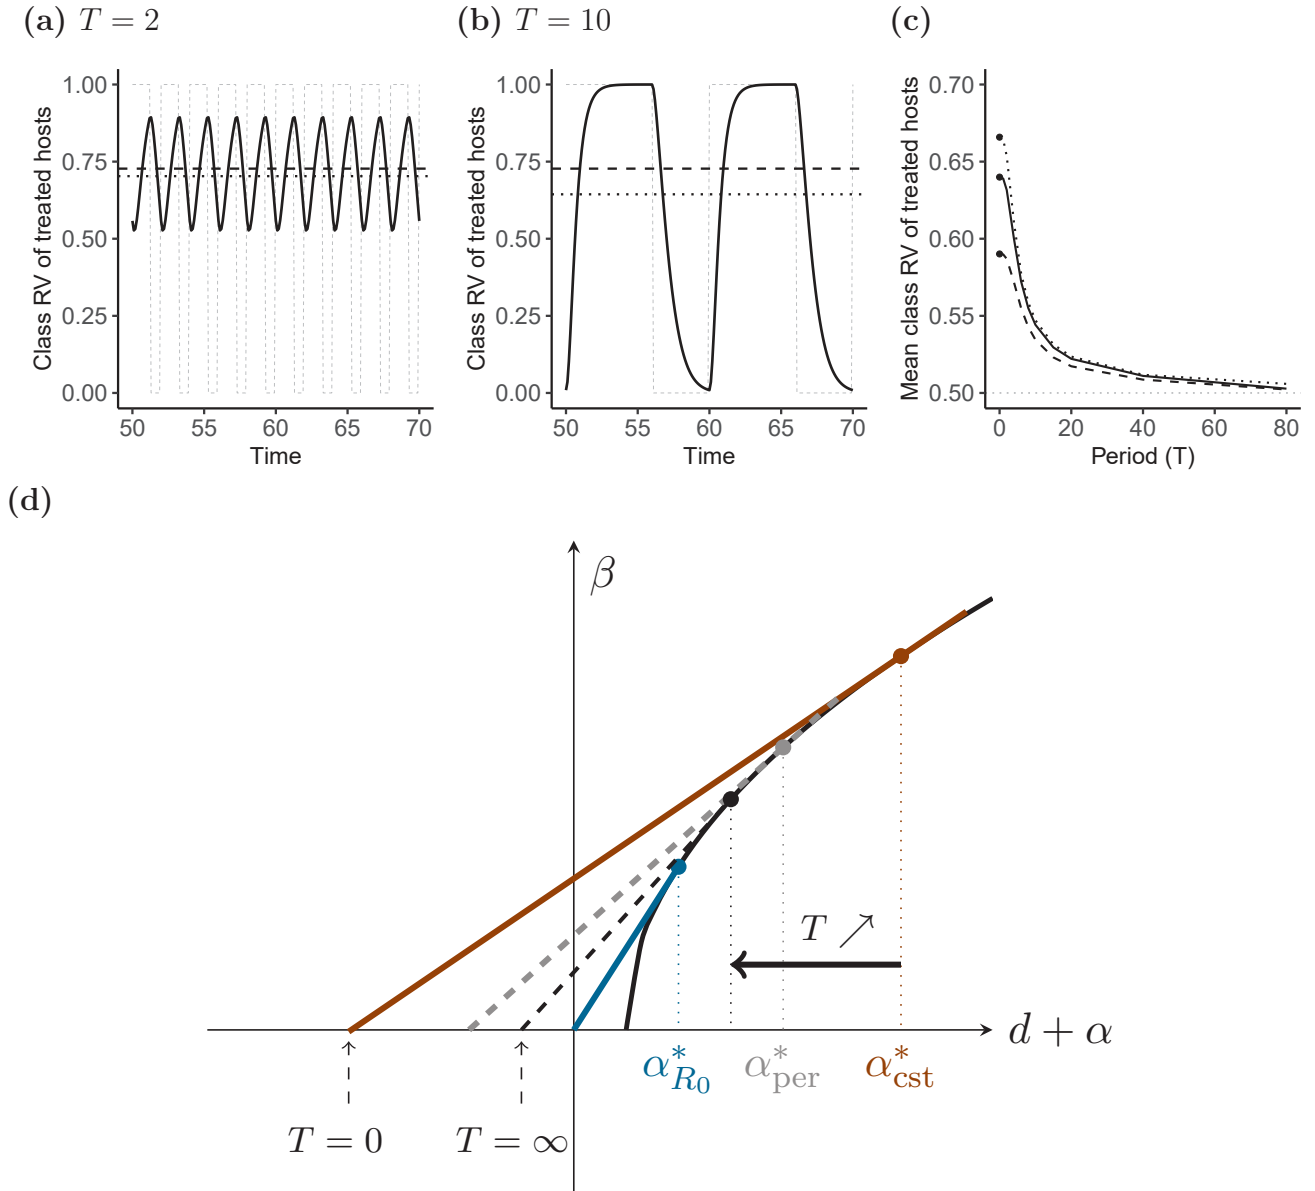 (a) T = 2
(b) T = 10
(c)
Class RV of treated hosts
1.00
0.75
0.50
0.25
0.00
50 55 60 65 70
Time
Class RV of treated hosts
1.00
0.75
0.50
0.25
0.00
50 55 60 65 70
Time
Mean class RV of treated hosts
0.70
0.65
0.60
0.55
0.50
0 20 40 60 80
Period (T)
(d)
β
T ↗
d + α
α*R0
α*per
α*cst
T = 0
T = ∞